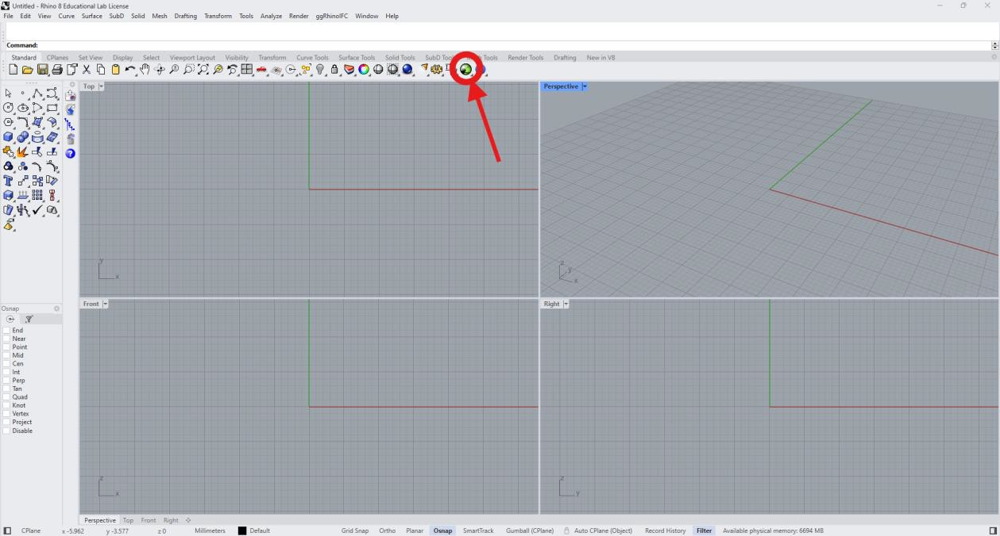 Untitled - Rhino 8 Educational Lab License
File Edit View Curve Surface SubD Solid Mesh Drafting Transform Tools Analyze Render ggRhinoIFC Window Help
Command:
Standard CPlanes Set View Display Select Viewport Layout Visibility Transform Curve Tools Surface Tools Solid Tools SubD Tools Tools Render Tools Drafting New in V8
Top
Perspective
y
x
z
y
x
Front
Right
z
x
z
y
Osnap
End
Near
Point
Mid
Cen
Int
Perp
Tan
Quad
Knot
Vertex
Project
Disable
Perspective Top Front Right
CPlane x -5.962 y -3.577 z 0 Millimeters Default Grid Snap Ortho Planar Osnap SmartTrack Gumball (CPlane) Auto CPlane (Object) Record History Filter Available physical memory: 6694 MB